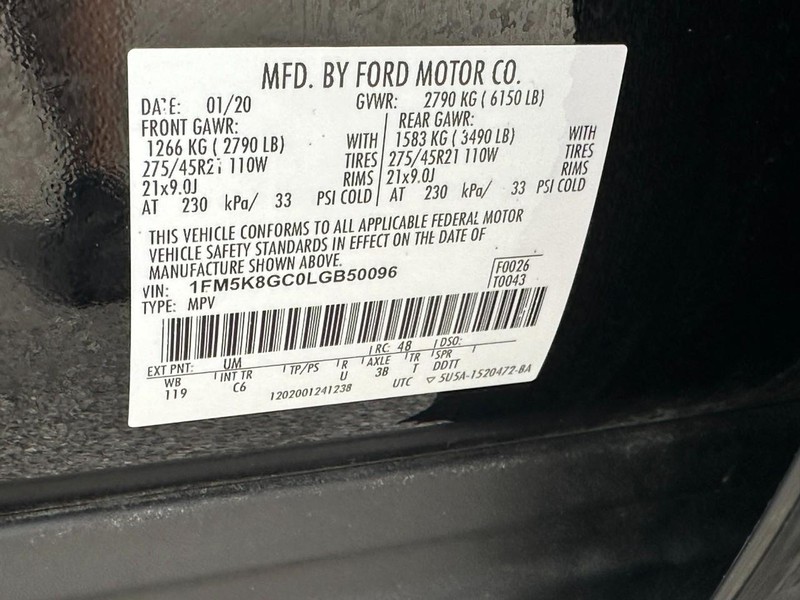 MFD. BY FORD MOTOR CO.
DATE: 01/20 GVWR: 2790 KG ( 6150 LB)
FRONT GAWR: REAR GAWR:
1266 KG ( 2790 LB) WITH 1583 KG ( 3490 LB) WITH
275/45R21 110W TIRES 275/45R21 110W TIRES
21x9.0J RIMS 21x9.0J RIMS
AT 230 kPa/ 33 PSI COLD AT 230 kPa/ 33 PSI COLD
THIS VEHICLE CONFORMS TO ALL APPLICABLE FEDERAL MOTOR
VEHICLE SAFETY STANDARDS IN EFFECT ON THE DATE OF
MANUFACTURE SHOWN ABOVE.
VIN: 1FM5K8GC0LGB50096 F0026
TYPE: MPV T0043
EXT PNT: UM RC: 48 DSO:
WB INT TR TP/PS R AXLE TR SPR
119 C6 U 3B T DDTT
1202001241238 UTC ▽ 5U5A-1520472-BA